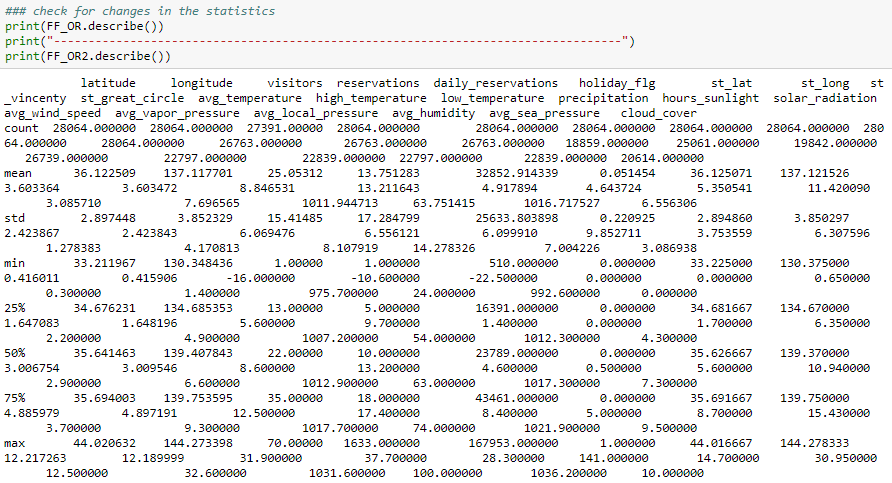 ### check for changes in the statistics
print(FF_OR.describe())
print("----------------------------------------------------------------------------------")
print(FF_OR2.describe())
latitude longitude visitors reservations daily_reservations holiday_flg st_lat st_long st
_vincenty st_great_circle avg_temperature high_temperature low_temperature precipitation hours_sunlight solar_radiation
avg_wind_speed avg_vapor_pressure avg_local_pressure avg_humidity avg_sea_pressure cloud_cover
count 28064.000000 28064.000000 27391.00000 28064.000000 28064.000000 28064.000000 28064.000000 28064.000000 280
64.000000 28064.000000 26763.000000 26763.000000 26763.000000 18859.000000 25061.000000 19842.000000
26739.000000 22797.000000 22839.000000 22797.000000 22839.000000 20614.000000
mean 36.122509 137.117701 25.05312 13.751283 32852.914339 0.051454 36.125071 137.121526
3.603364 3.603472 8.846531 13.211643 4.917894 4.643724 5.350541 11.420090
3.085710 7.696565 1011.944713 63.751415 1016.717527 6.556306
std 2.897448 3.852329 15.41485 17.284799 25633.803898 0.220925 2.894860 3.850297
2.423867 2.423843 6.069476 6.556121 6.099910 9.852711 3.753559 6.307596
1.278383 4.170813 8.107919 14.278326 7.004226 3.086938
min 33.211967 130.348436 1.00000 1.000000 510.000000 0.000000 33.225000 130.375000
0.416011 0.415906 -16.000000 -10.600000 -22.500000 0.000000 0.000000 0.650000
0.300000 1.400000 975.700000 24.000000 992.600000 0.000000
25% 34.676231 134.685353 13.00000 5.000000 16391.000000 0.000000 34.681667 134.670000
1.647083 1.648196 5.600000 9.700000 1.400000 0.000000 1.700000 6.350000
2.200000 4.900000 1007.200000 54.000000 1012.300000 4.300000
50% 35.641463 139.407843 22.00000 10.000000 23789.000000 0.000000 35.626667 139.370000
3.006754 3.009546 8.600000 13.200000 4.600000 0.500000 5.600000 10.940000
2.900000 6.600000 1012.900000 63.000000 1017.300000 7.300000
75% 35.694003 139.753595 35.00000 18.000000 43461.000000 0.000000 35.691667 139.750000
4.885979 4.897191 12.500000 17.400000 8.400000 5.000000 8.700000 15.430000
3.700000 9.300000 1017.700000 74.000000 1021.900000 9.500000
max 44.020632 144.273398 70.00000 1633.000000 167953.000000 1.000000 44.016667 144.278333
12.217263 12.189999 31.900000 37.700000 28.300000 141.000000 14.700000 30.950000
12.500000 32.600000 1031.600000 100.000000 1036.200000 10.000000